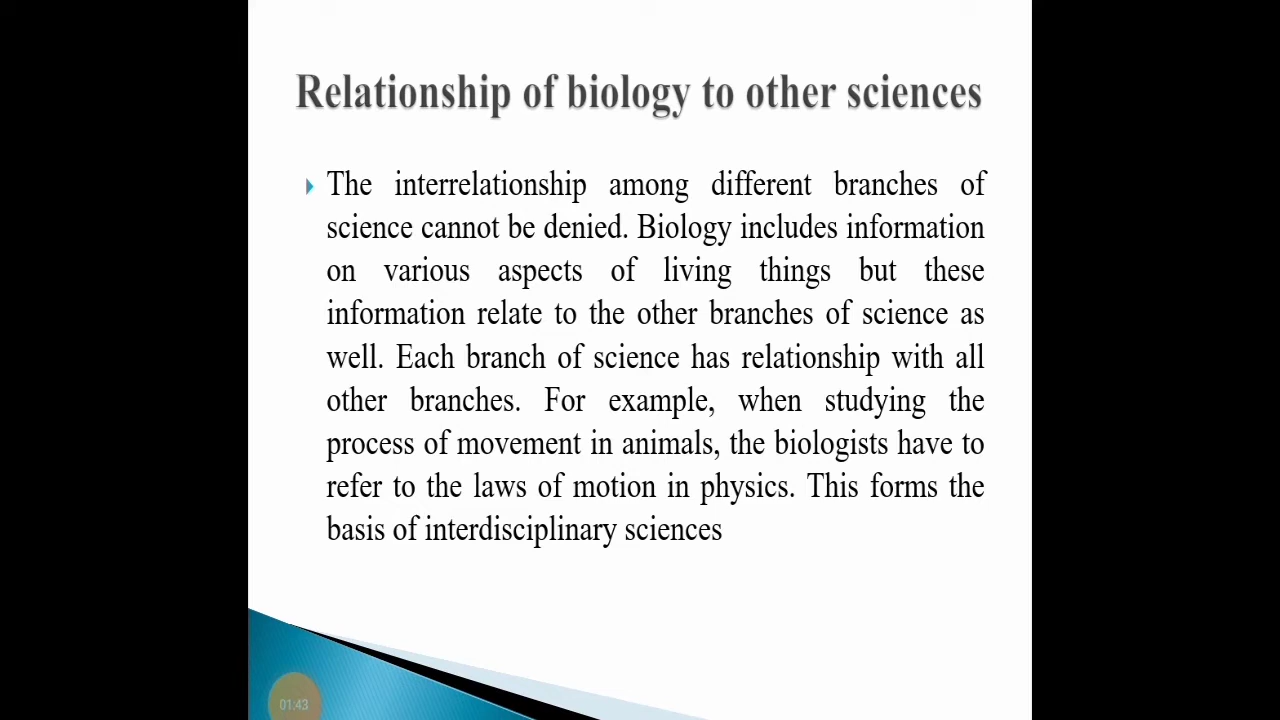 Relationship of biology to other sciences
The interrelationship among different branches of
science cannot be denied. Biology includes information
on various aspects of living things but these
information relate to the other branches of science as
well. Each branch of science has relationship with all
other branches. For example, when studying the
process of movement in animals, the biologists have to
refer to the laws of motion in physics. This forms the
basis of interdisciplinary sciences
01:43